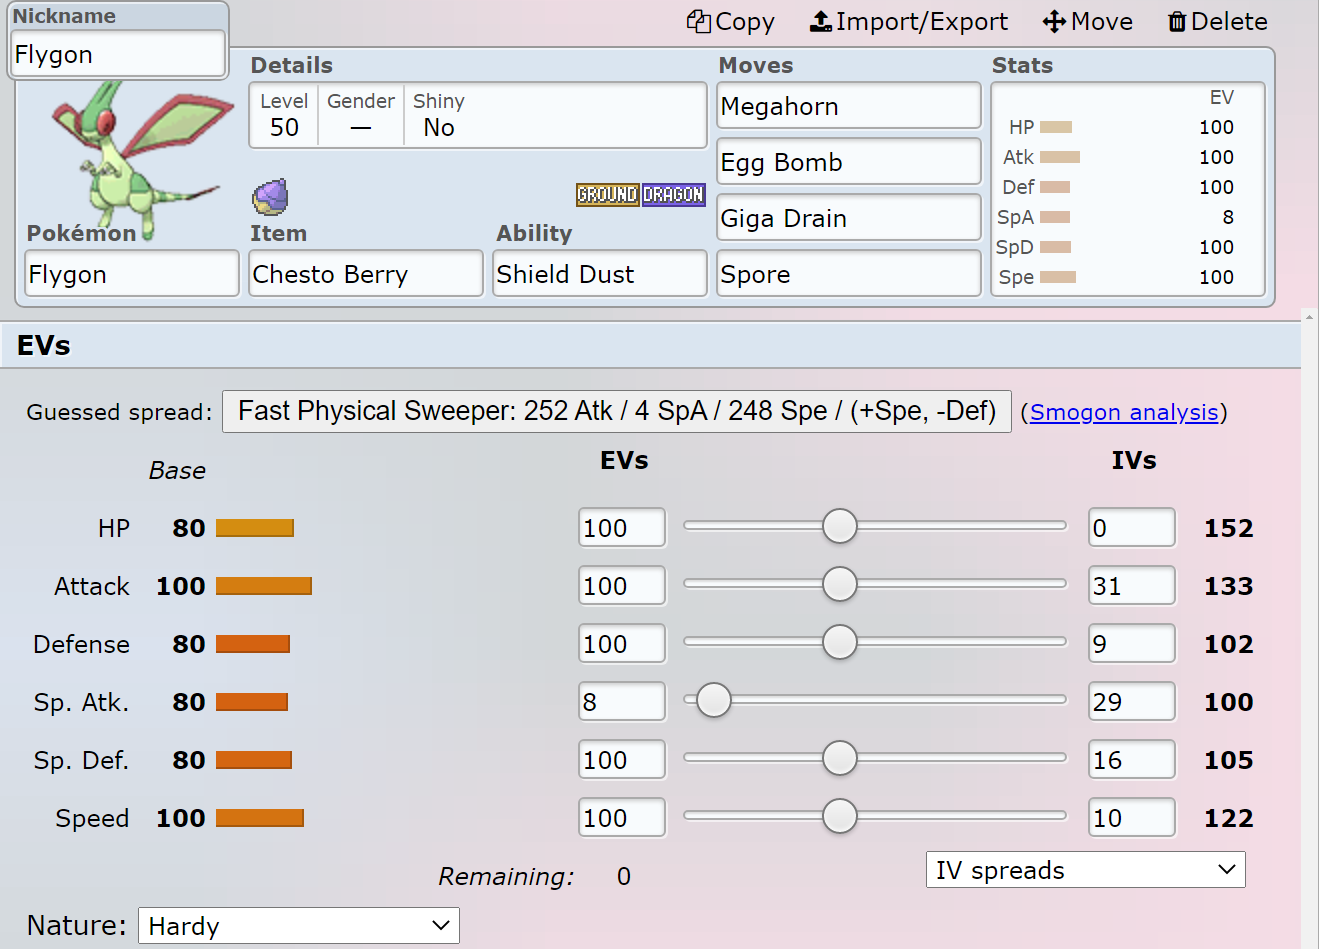 Nickname
Flygon
Copy Import/Export Move Delete
Details
Level Gender Shiny
50 — No
GROUND DRAGON
Pokémon Item Ability
Flygon Chesto Berry Shield Dust
Moves
Megahorn
Egg Bomb
Giga Drain
Spore
Stats
EV
HP 100
Atk 100
Def 100
SpA 8
SpD 100
Spe 100
EVs
Guessed spread: Fast Physical Sweeper: 252 Atk / 4 SpA / 248 Spe / (+Spe, -Def) (Smogon analysis)
Base EVs IVs
HP 80 100 0 152
Attack 100 100 31 133
Defense 80 100 9 102
Sp. Atk. 80 8 29 100
Sp. Def. 80 100 16 105
Speed 100 100 10 122
Remaining: 0 IV spreads
Nature: Hardy